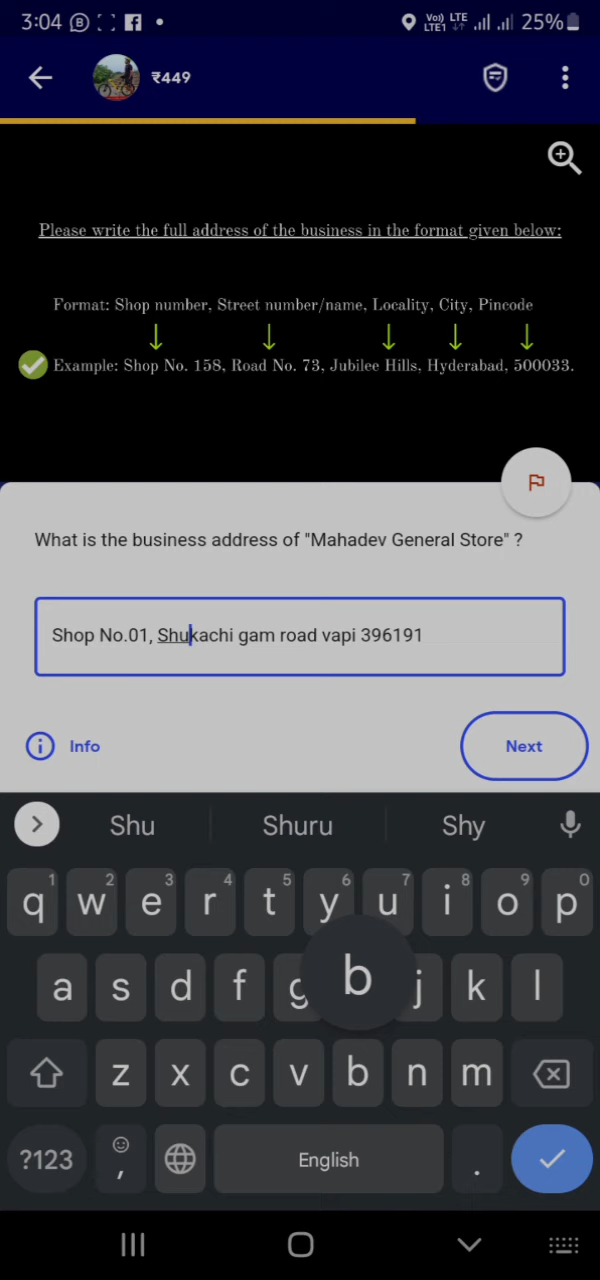 3:04 25%
Vo) LTE
LTE1
₹449
Please write the full address of the business in the format given below:
Format: Shop number, Street number/name, Locality, City, Pincode
Example: Shop No. 158, Road No. 73, Jubilee Hills, Hyderabad, 500033.
What is the business address of "Mahadev General Store" ?
Shop No.01, Shukachi gam road vapi 396191
Info Next
Shu Shuru Shy
1 2 3 4 5 6 7 8 9 0
q w e r t y u i o p
b
a s d f g j k l
z x c v b n m
?123 , English .